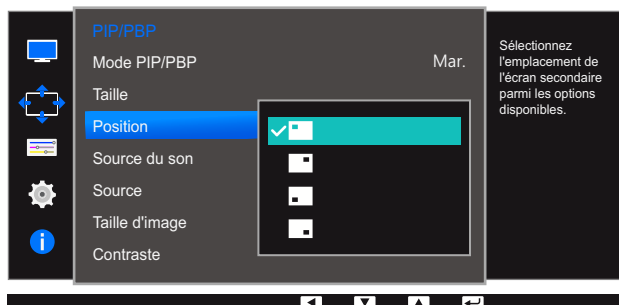 PIP/PBP
Mode PIP/PBP Mar.
Taille
Position
Source du son
Source
Taille d'image
Contraste
Sélectionnez
l'emplacement de
l'écran secondaire
parmi les options
disponibles.